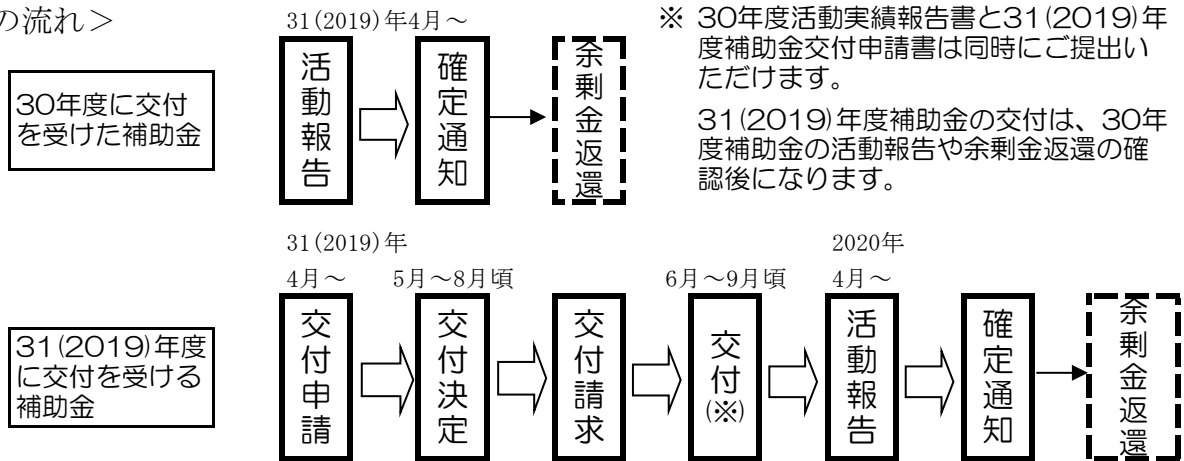 の流れ＞
31(2019)年4月～
30年度に交付
を受けた補助金
活動報告
確定通知
余剰金返還
※ 30年度活動実績報告書と31(2019)年
度補助金交付申請書は同時にご提出い
ただけます。
31(2019)年度補助金の交付は、30年
度補助金の活動報告や余剰金返還の確
認後になります。
31(2019)年
2020年
4月～
5月～8月頃
6月～9月頃
4月～
31(2019)年度
に交付を受ける
補助金
交付申請
交付決定
交付請求
交付(※)
活動報告
確定通知
余剰金返還